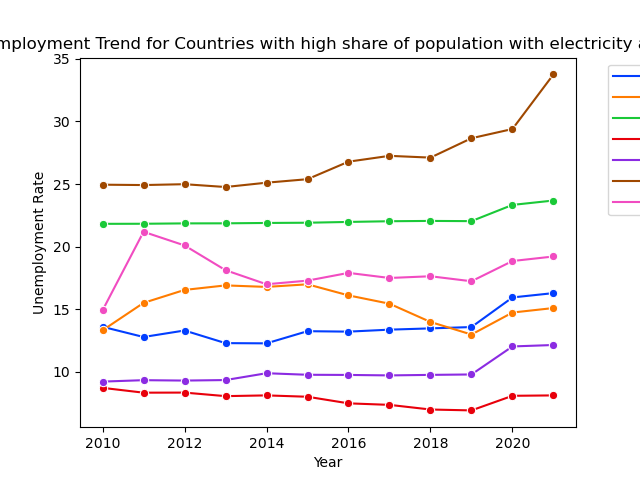 mployment Trend for Countries with high share of population with electricity
35
30
25
20
15
10
Unemployment Rate
2010 2012 2014 2016 2018 2020
Year